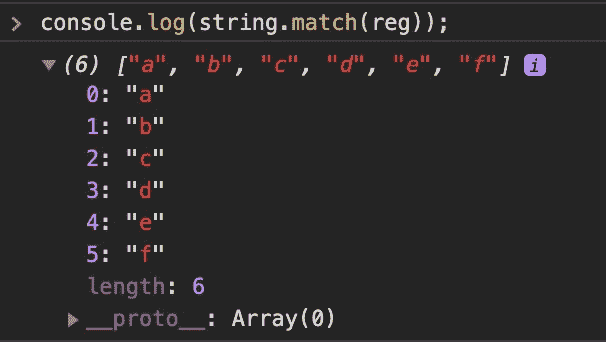 > console.log(string.match(reg));
▼ (6) ["a", "b", "c", "d", "e", "f"] i
0: "a"
1: "b"
2: "c"
3: "d"
4: "e"
5: "f"
length: 6
▶ __proto__: Array(0)